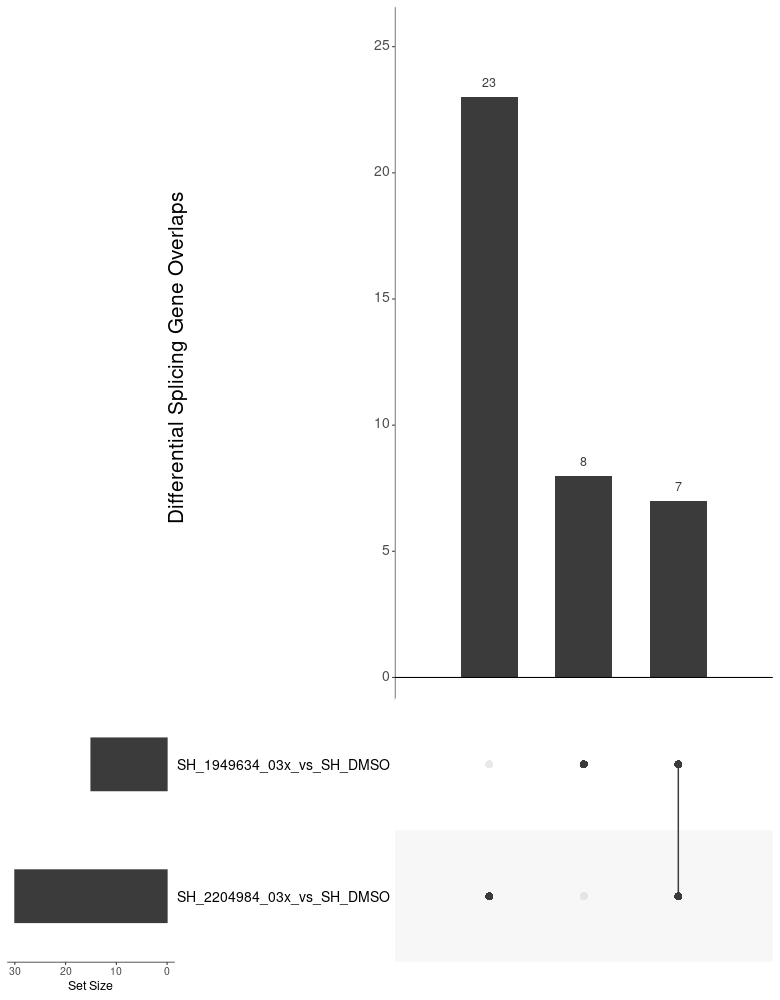 Differential Splicing Gene Overlaps
25
20
15
10
5
0
23
8
7
SH_1949634_03x_vs_SH_DMSO
SH_2204984_03x_vs_SH_DMSO
30 20 10 0
Set Size